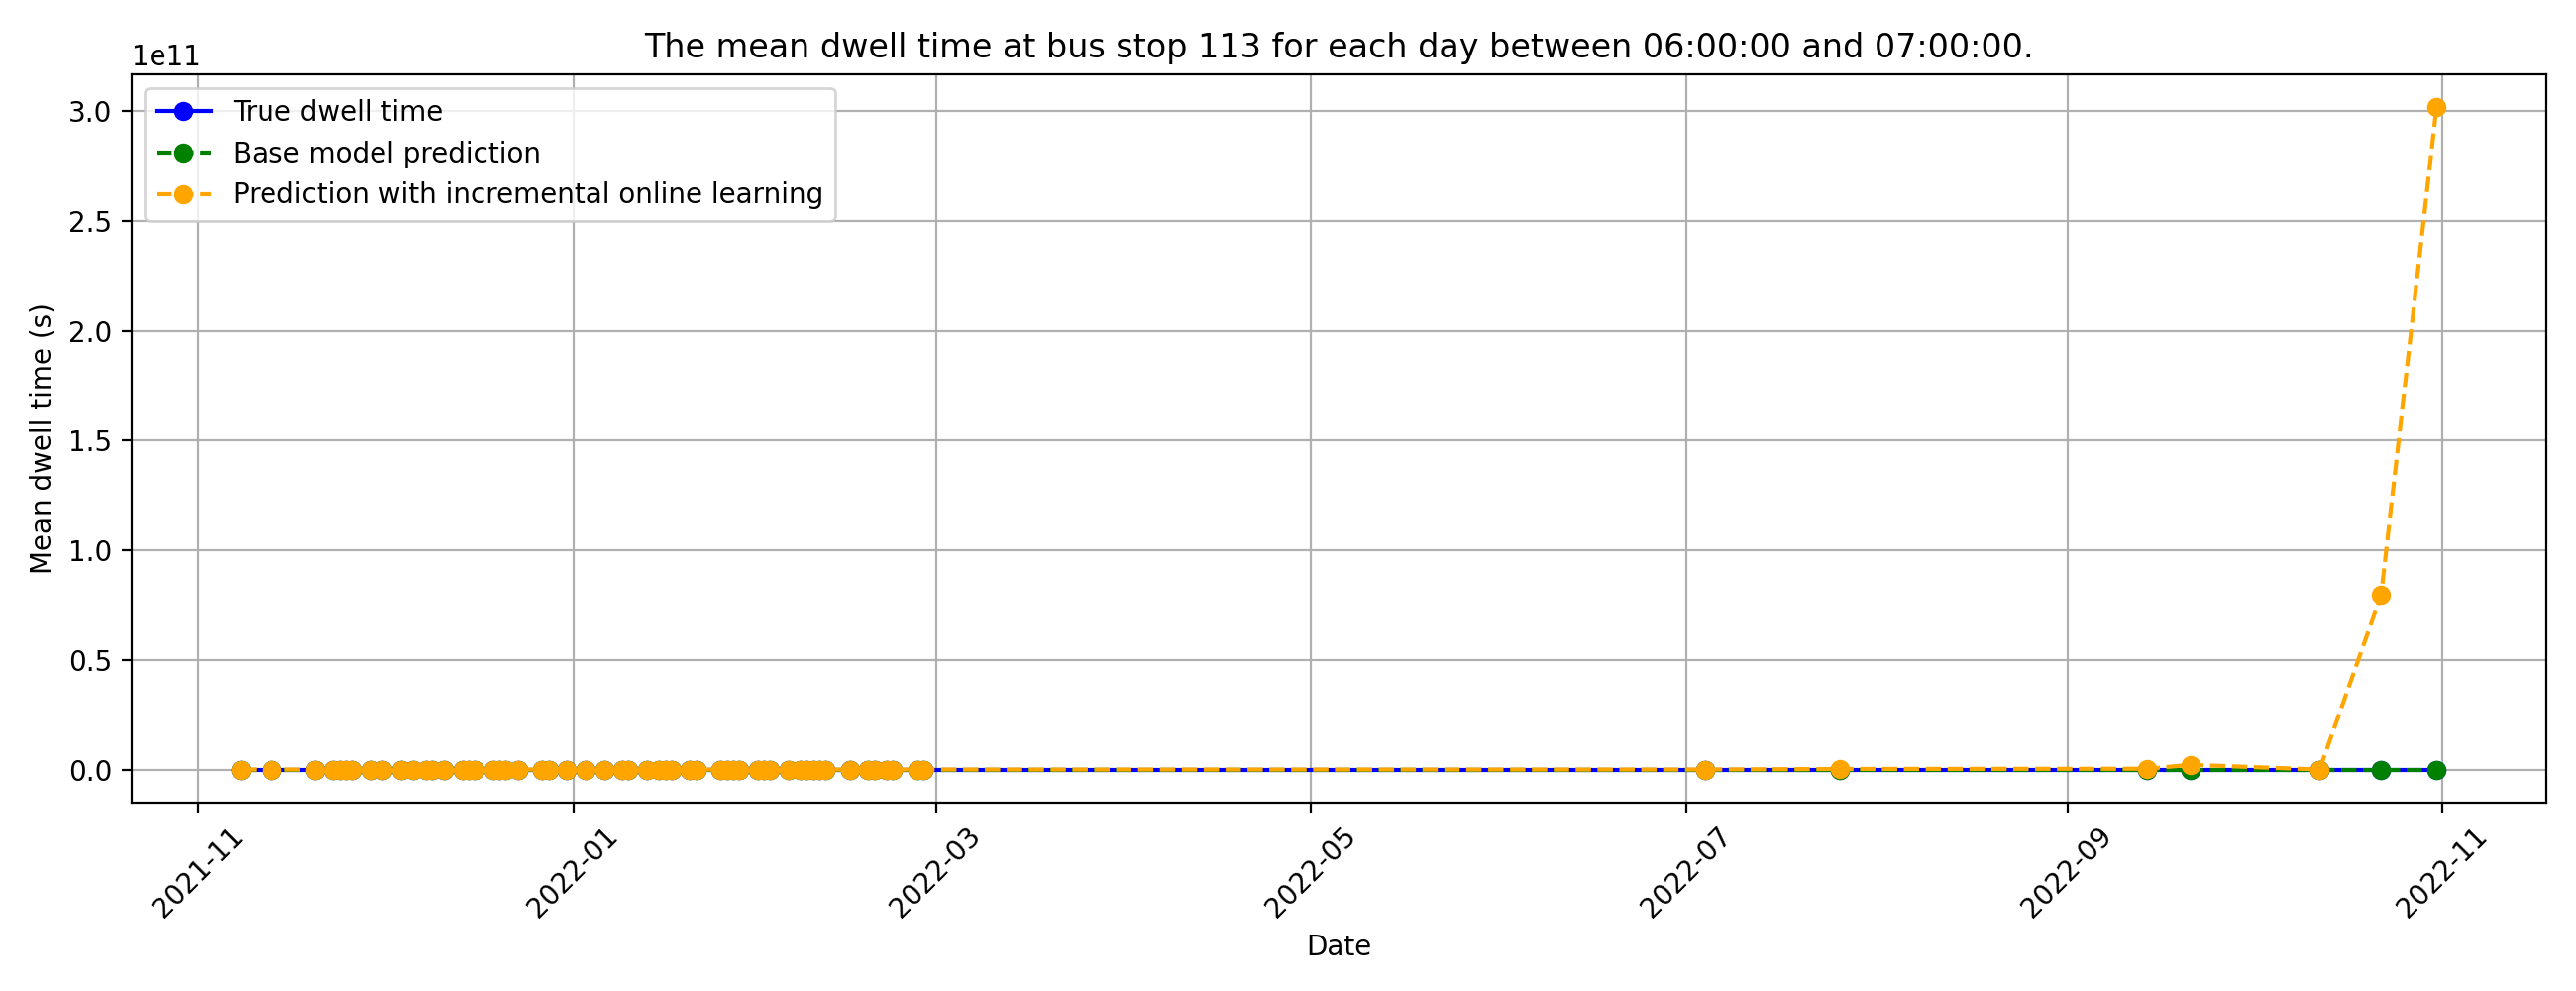 The mean dwell time at bus stop 113 for each day between 06:00:00 and 07:00:00.
1e11
True dwell time
Base model prediction
Prediction with incremental online learning
3.0
2.5
2.0
1.5
1.0
0.5
0.0
Mean dwell time (s)
2021-11
2022-01
2022-03
2022-05
2022-07
2022-09
2022-11
Date